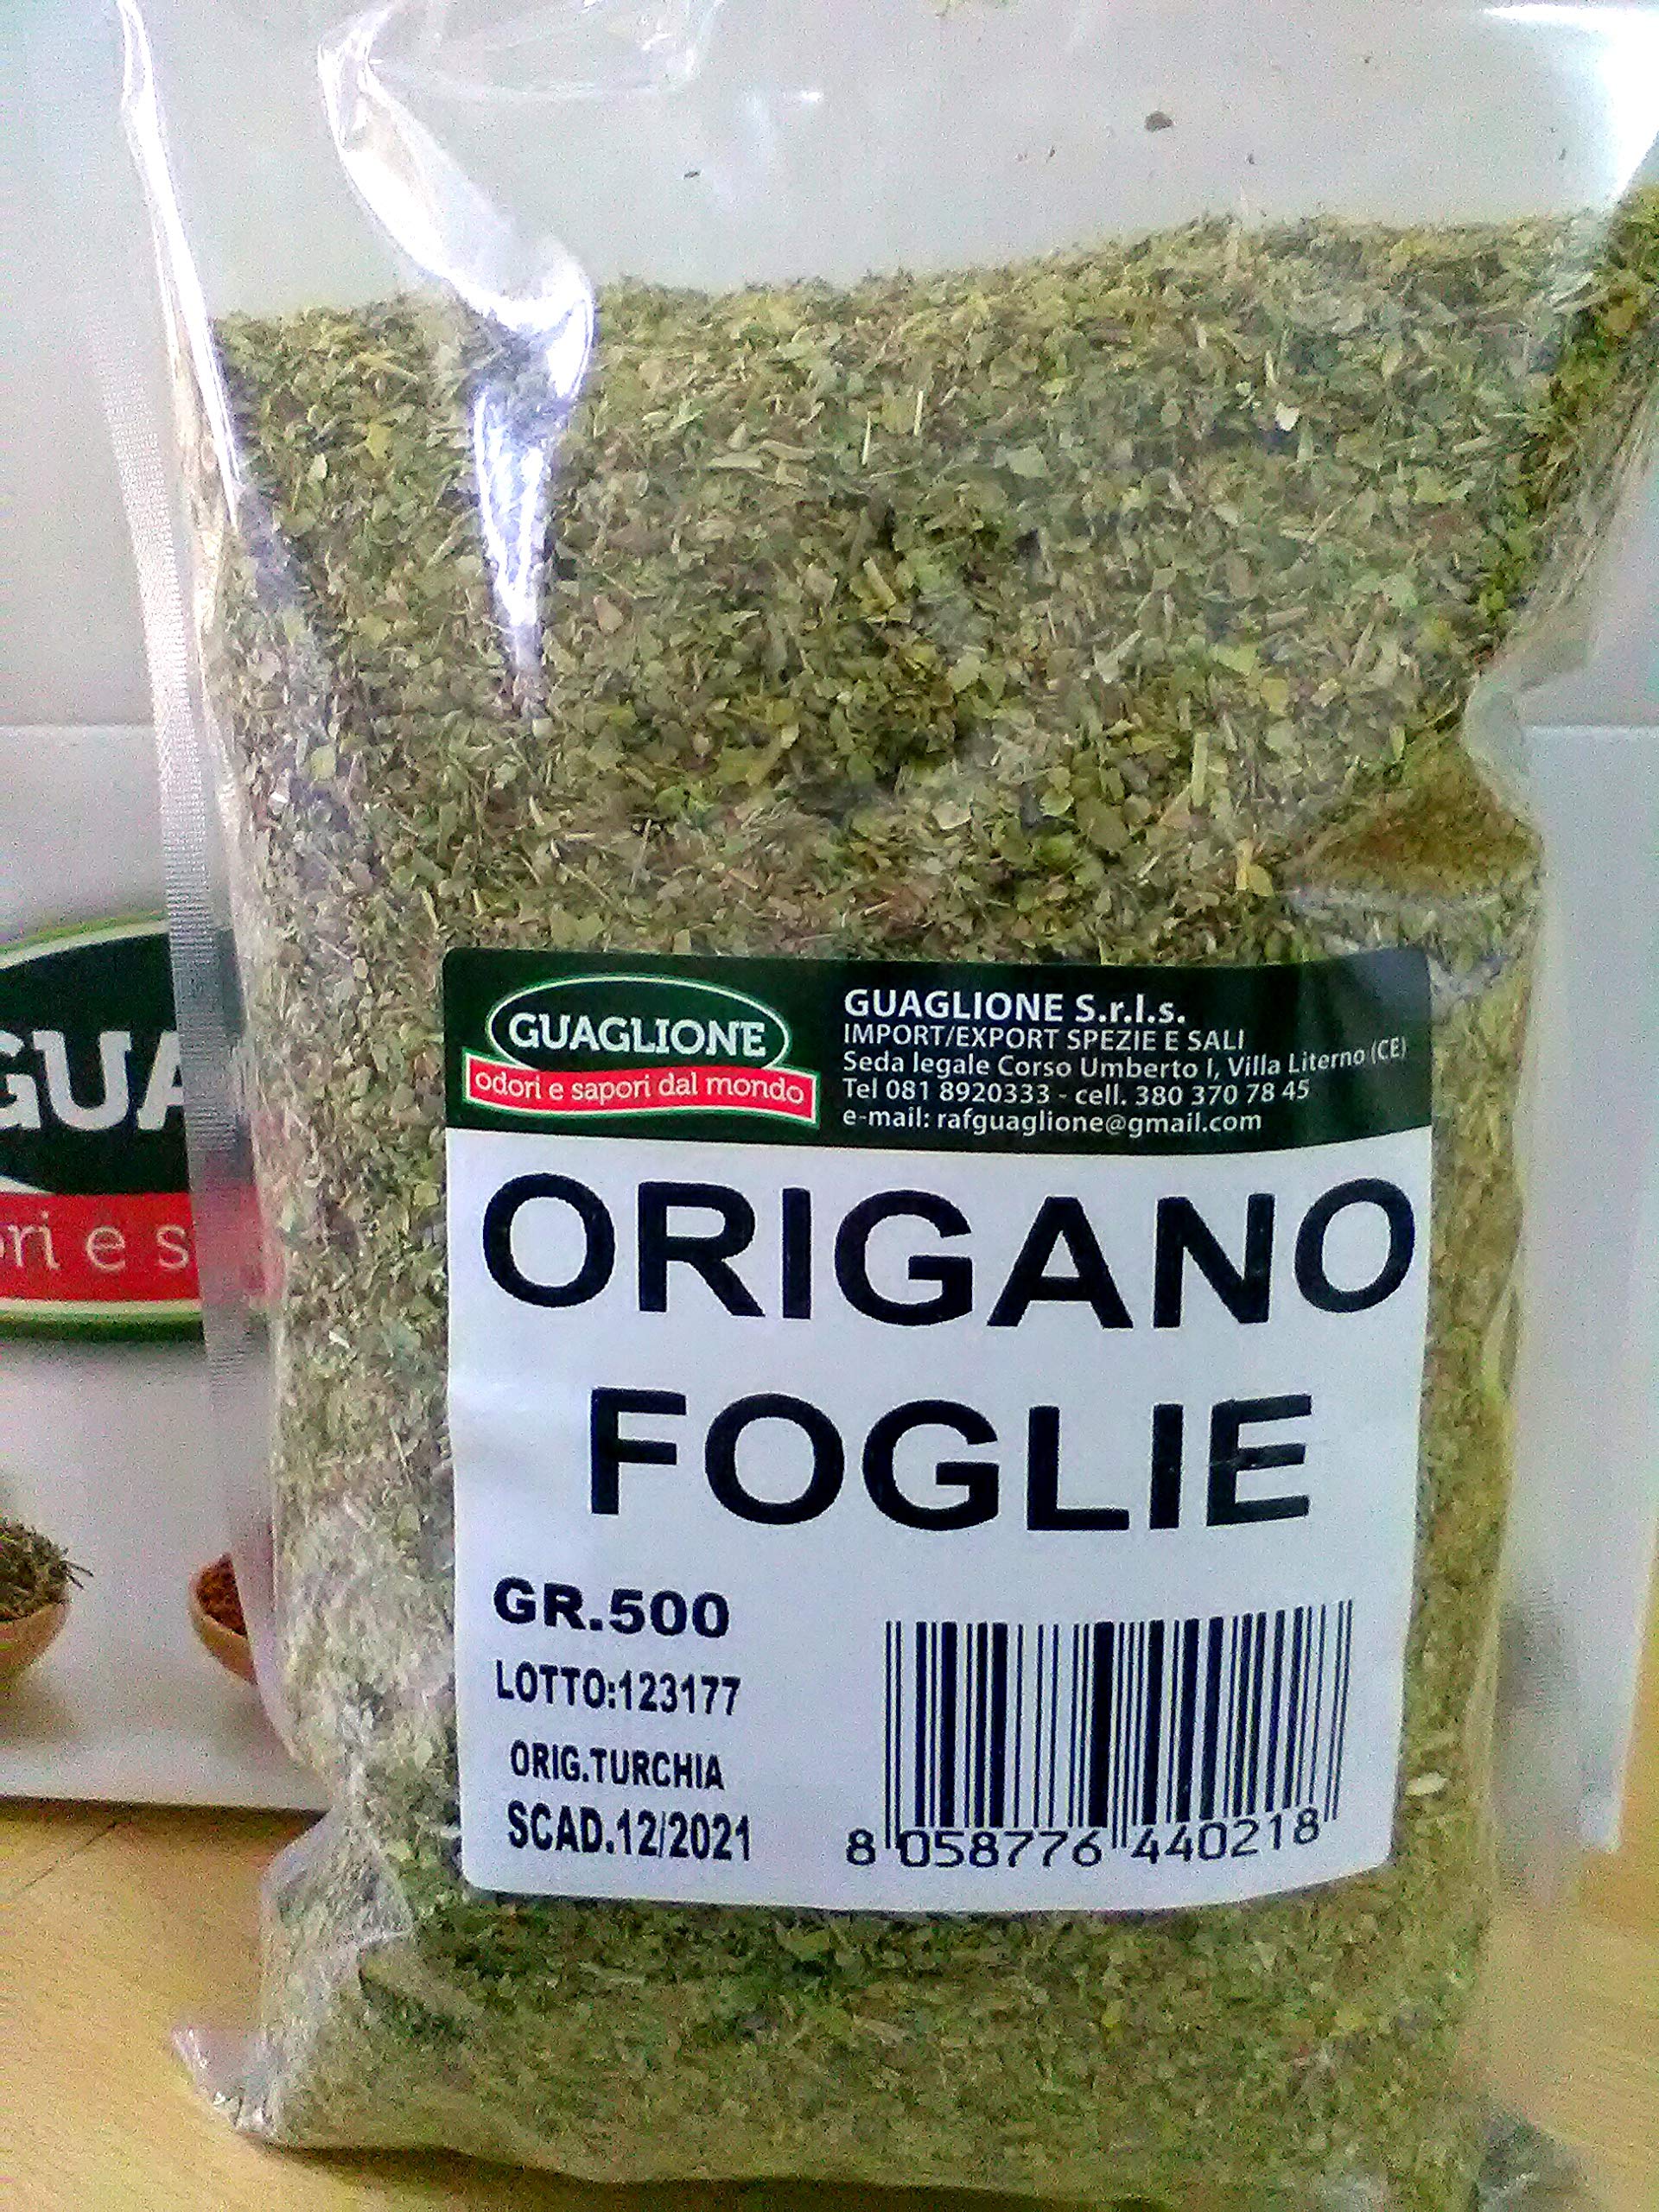 GUAGLIONE
odori e sapori dal mondo
GUAGLIONE S.r.l.s.
IMPORT/EXPORT SPEZIE E SALI
Seda legale Corso Umberto I, Villa Literno (CE)
Tel 081 8920333 - cell. 380 370 78 45
e-mail: rafguaglione@gmail.com
ORIGANO
FOGLIE
GR.500
LOTTO:123177
ORIG.TURCHIA
SCAD.12/2021
8 058776 440218
GUA
ori e s